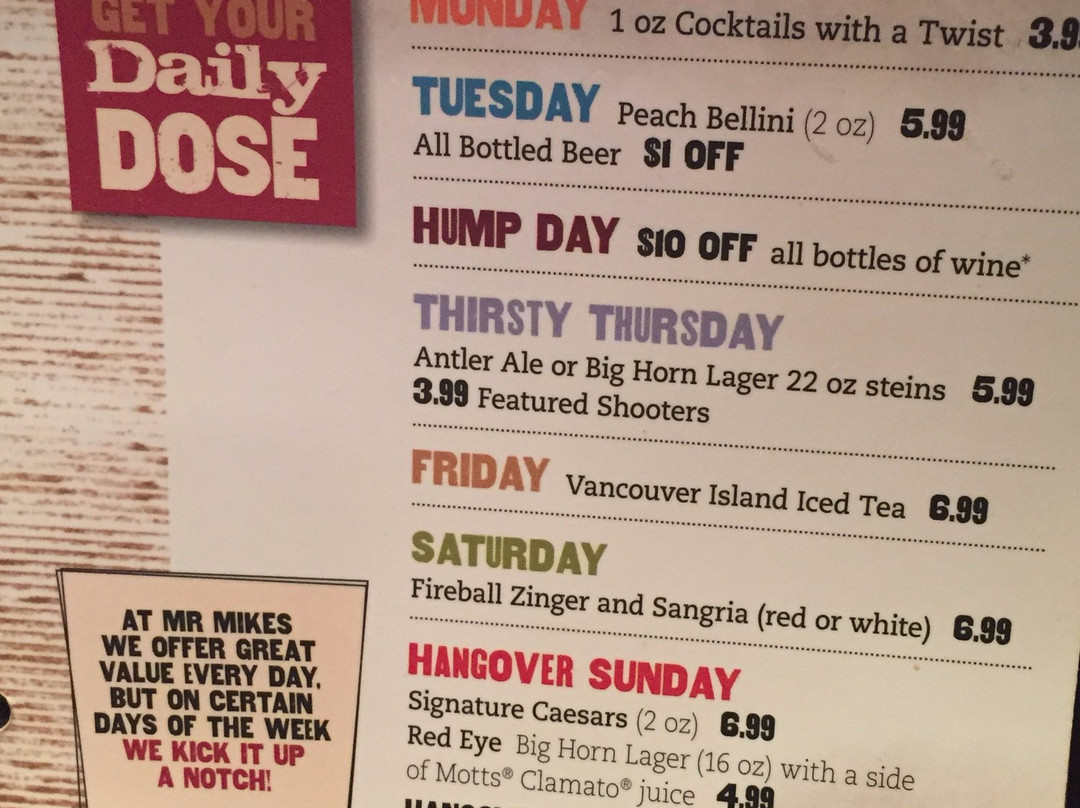 GET YOUR
Daily
DOSE
MONDAY 1 oz Cocktails with a Twist 3.9
TUESDAY Peach Bellini (2 oz) 5.99
All Bottled Beer $1 OFF
HUMP DAY $10 OFF all bottles of wine*
THIRSTY THURSDAY
Antler Ale or Big Horn Lager 22 oz steins 5.99
3.99 Featured Shooters
FRIDAY Vancouver Island Iced Tea 6.99
SATURDAY
Fireball Zinger and Sangria (red or white) 6.99
HANGOVER SUNDAY
Signature Caesars (2 oz) 6.99
Red Eye Big Horn Lager (16 oz) with a side
of Motts® Clamato® juice 4.99
AT MR MIKES
WE OFFER GREAT
VALUE EVERY DAY,
BUT ON CERTAIN
DAYS OF THE WEEK
WE KICK IT UP
A NOTCH!